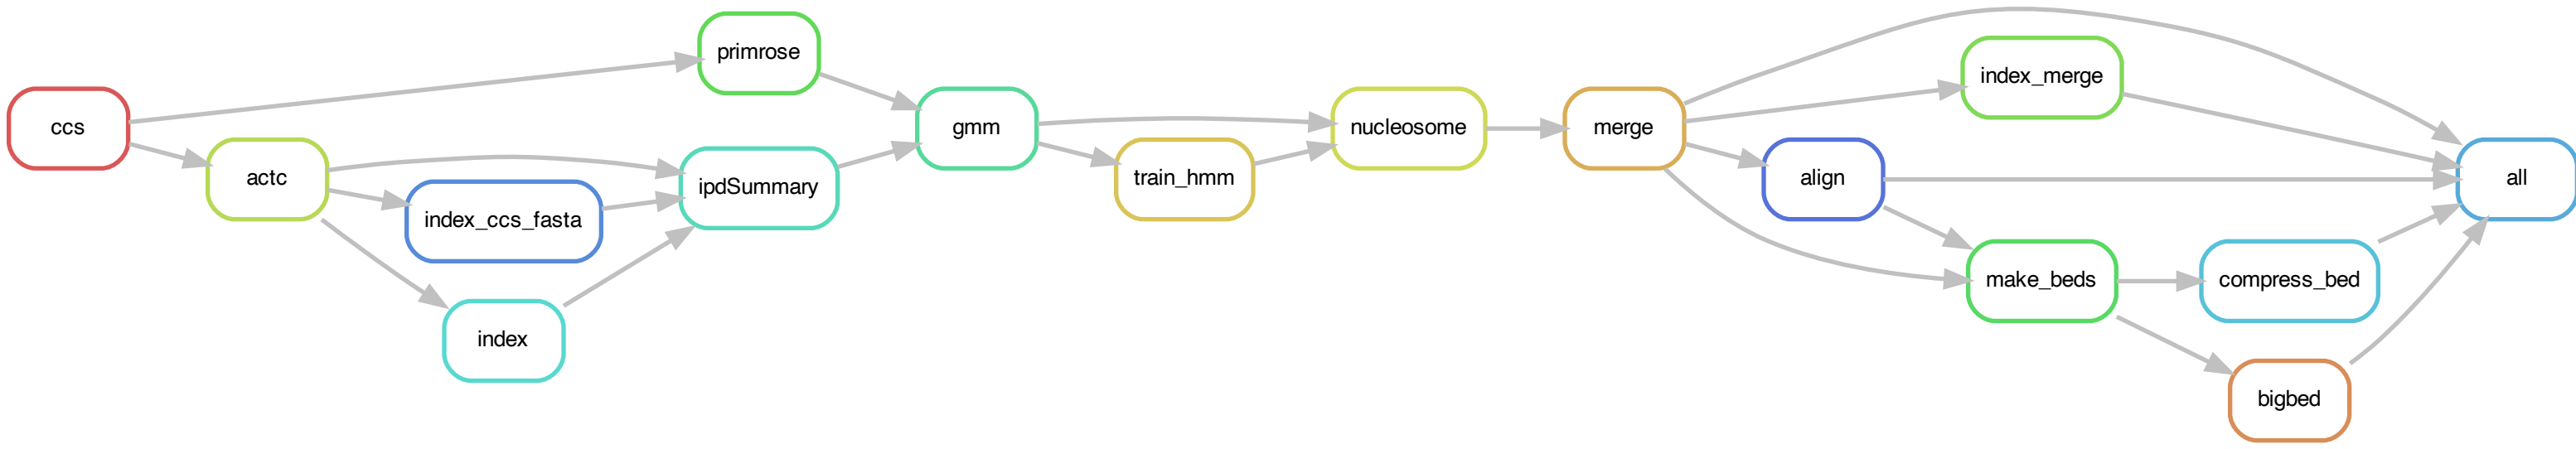 ccs
actc
index_ccs_fasta
index
primrose
ipdSummary
gmm
train_hmm
nucleosome
merge
index_merge
align
make_beds
compress_bed
bigbed
all